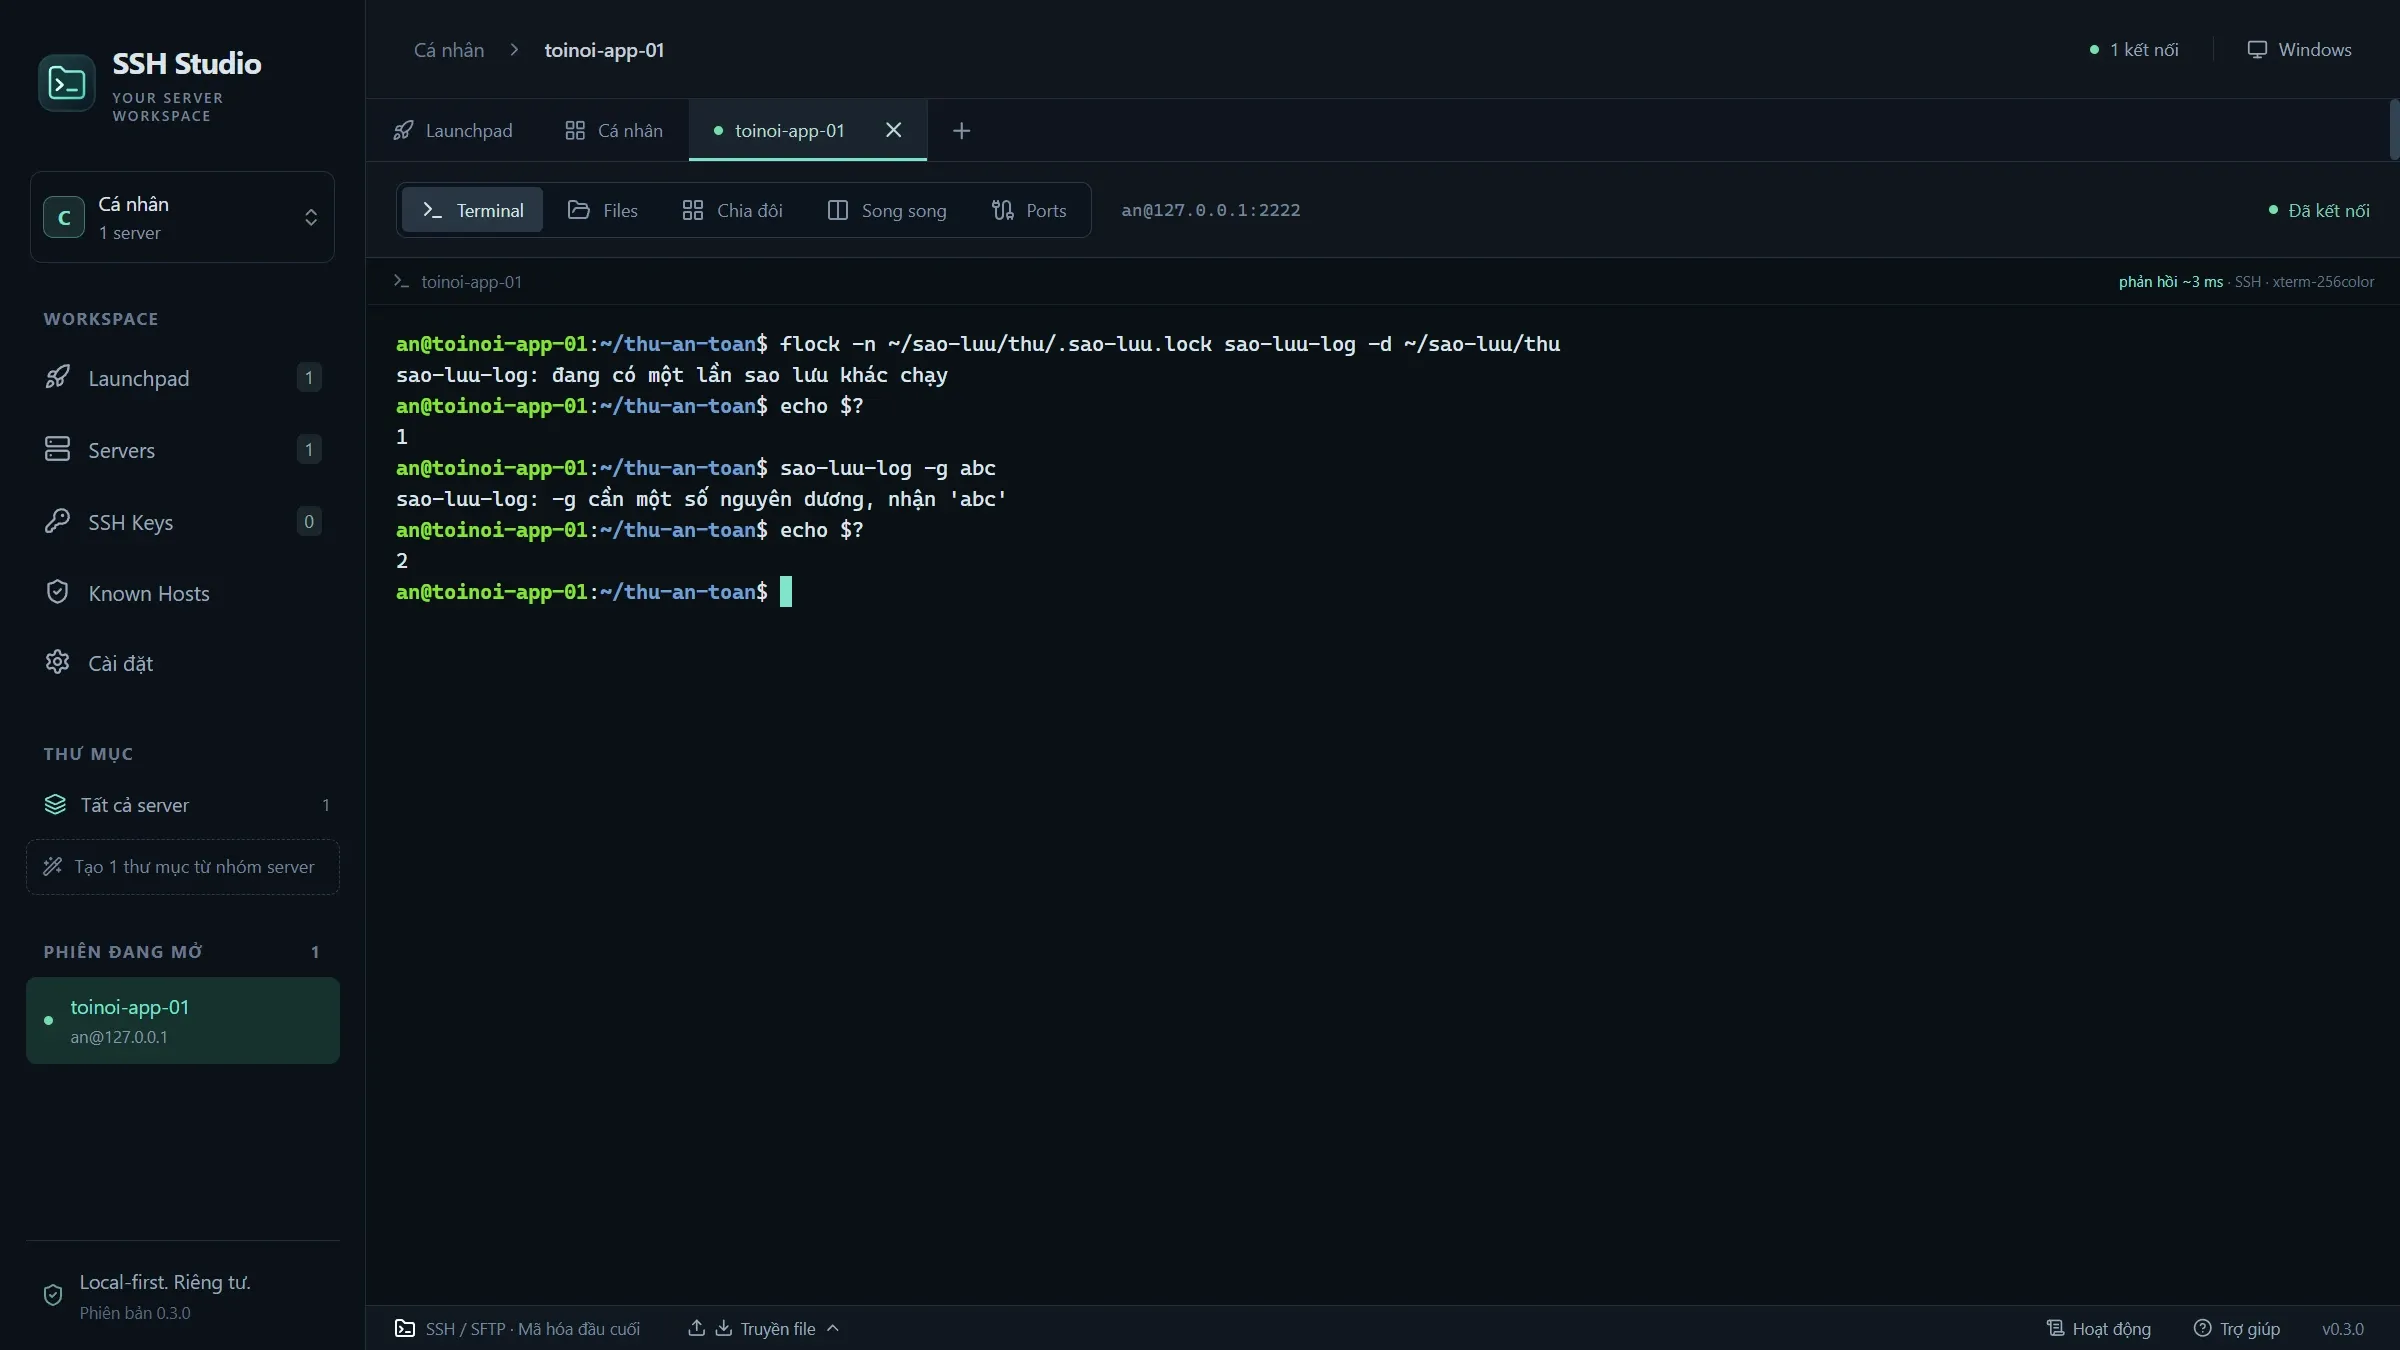 SSH Studio
YOUR SERVER
WORKSPACE
C
Cá nhân
1 server
WORKSPACE
Launchpad 1
Servers 1
SSH Keys 0
Known Hosts
Cài đặt
THƯ MỤC
Tất cả server 1
Tạo 1 thư mục từ nhóm server
PHIÊN ĐANG MỞ 1
toinoi-app-01
an@127.0.0.1
Local-first. Riêng tư.
Phiên bản 0.3.0
Cá nhân > toinoi-app-01
1 kết nối
Windows
Launchpad
Cá nhân
toinoi-app-01
Terminal
Files
Chia đôi
Song song
Ports
an@127.0.0.1:2222
Đã kết nối
toinoi-app-01
phản hồi ~3 ms · SSH · xterm-256color
an@toinoi-app-01:~/thu-an-toan$ flock -n ~/sao-luu/thu/.sao-luu.lock sao-luu-log -d ~/sao-luu/thu
sao-luu-log: đang có một lần sao lưu khác chạy
an@toinoi-app-01:~/thu-an-toan$ echo $?
1
an@toinoi-app-01:~/thu-an-toan$ sao-luu-log -g abc
sao-luu-log: -g cần một số nguyên dương, nhận 'abc'
an@toinoi-app-01:~/thu-an-toan$ echo $?
2
an@toinoi-app-01:~/thu-an-toan$
SSH / SFTP · Mã hóa đầu cuối
Truyền file
Hoạt động
Trợ giúp
v0.3.0